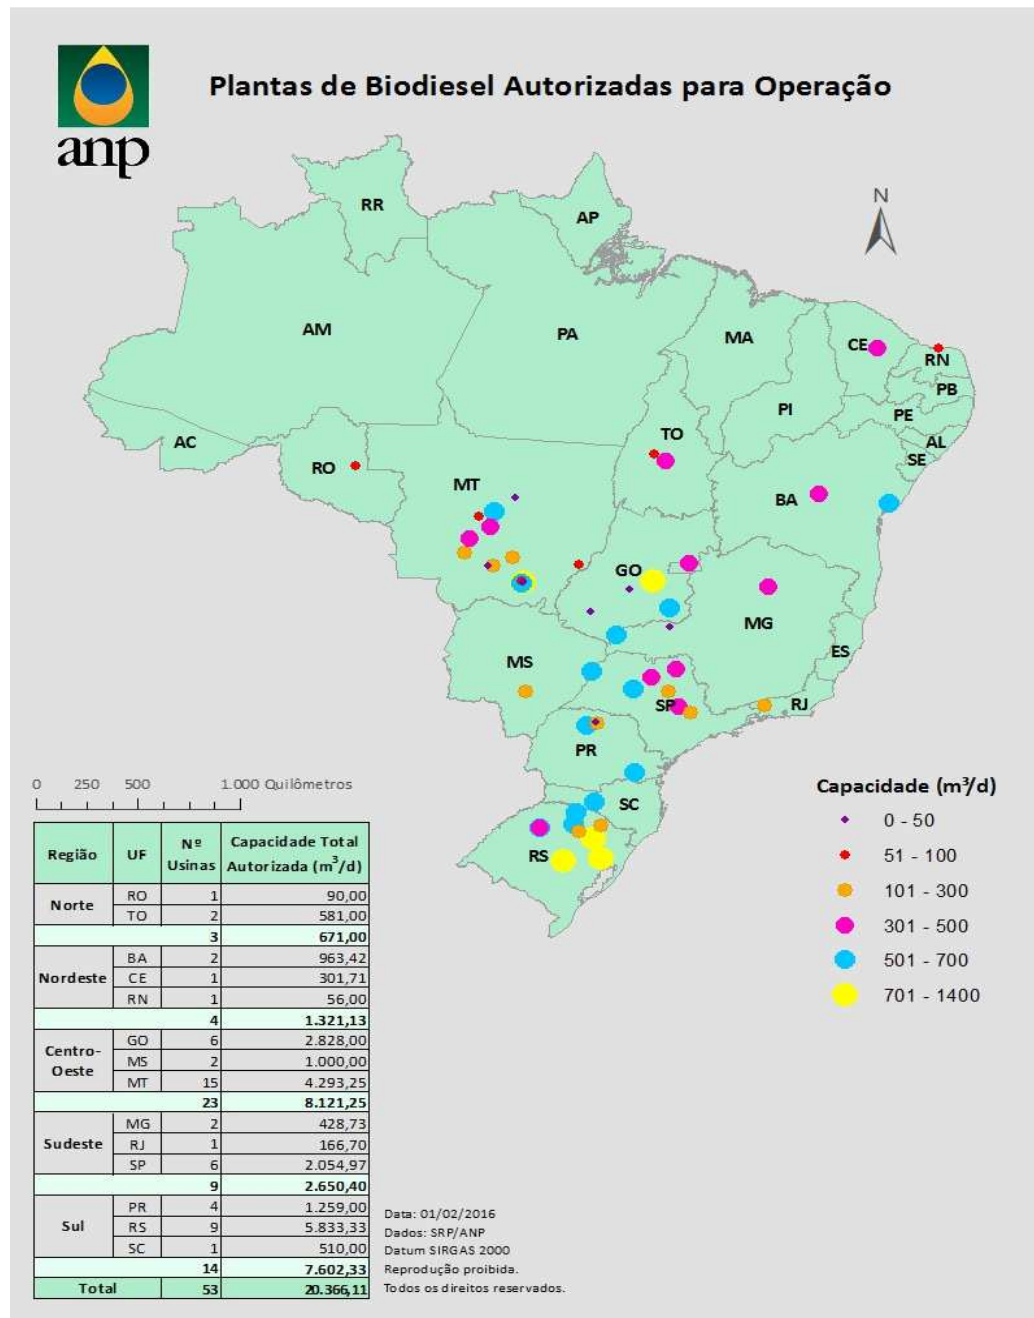 anp
Plantas de Biodiesel Autorizadas para Operação
N
RR
AP
AM
PA
MA
CE
RN
PB
PI
PE
AL
SE
AC
RO
TO
MT
BA
GO
MG
ES
MS
SP
RJ
PR
SC
RS
0 250 500 1.000 Quilômetros
Capacidade (m³/d)
0 - 50
51 - 100
101 - 300
301 - 500
501 - 700
701 - 1400
Região UF Nº Usinas Capacidade Total Autorizada (m³/d)
Norte RO 1 90,00
TO 2 581,00
3 671,00
Nordeste BA 2 963,42
CE 1 301,71
RN 1 56,00
4 1.321,13
Centro-Oeste GO 6 2.828,00
MS 2 1.000,00
MT 15 4.293,25
23 8.121,25
Sudeste MG 2 428,73
RJ 1 166,70
SP 6 2.054,97
9 2.650,40
Sul PR 4 1.259,00
RS 9 5.833,33
SC 1 510,00
14 7.602,33
Total 53 20.366,11
Data: 01/02/2016
Dados: SRP/ANP
Datum SIRGAS 2000
Reprodução proibida.
Todos os direitos reservados.